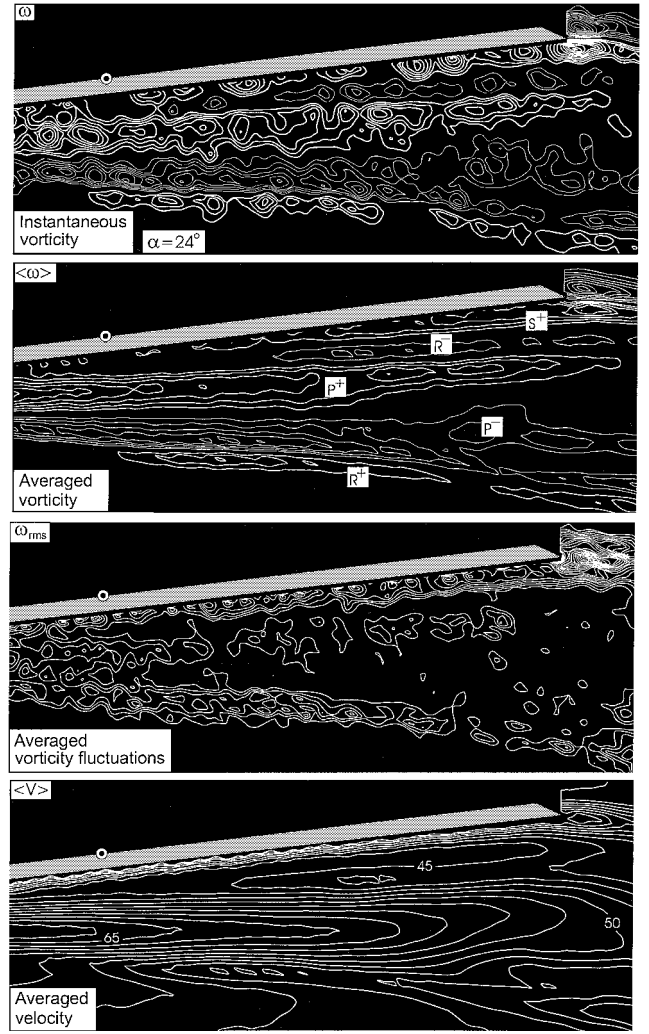 ω
Instantaneous
vorticity
α=24°
<ω>
S+
R−
P+
P−
R+
Averaged
vorticity
ωrms
Averaged
vorticity fluctuations
<V>
45
50
65
Averaged
velocity